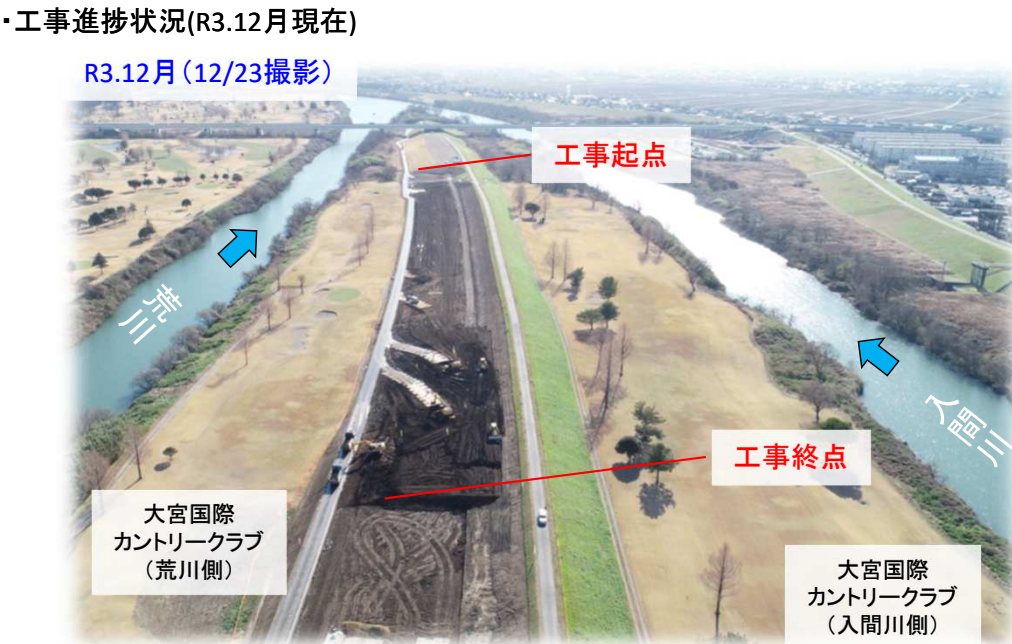 ・工事進捗状況(R3.12月現在)
R3.12月（12/23撮影）
工事起点
荒川
入間川
工事終点
大宮国際
カントリークラブ
（荒川側）
大宮国際
カントリークラブ
（入間川側）